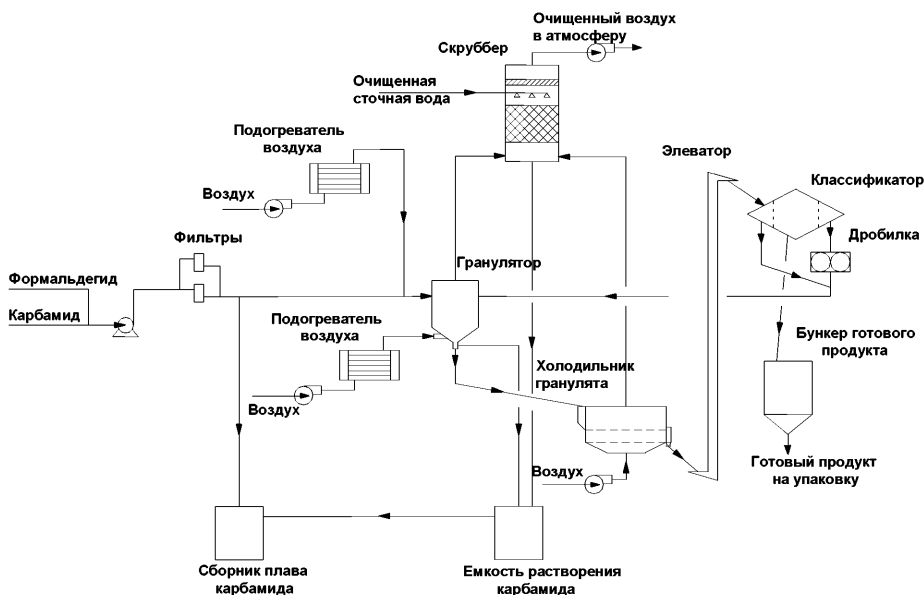 Очищенный воздух
в атмосферу
Скруббер
Очищенная
сточная вода
Подогреватель
воздуха
Элеватор
Классификатор
Воздух
Фильтры
Дробилка
Гранулятор
Формальдегид
Карбамид
Подогреватель
воздуха
Бункер готового
продукта
Холодильник
гранулята
Воздух
Готовый продукт
на упаковку
Воздух
Сборник плава
карбамида
Емкость растворения
карбамида